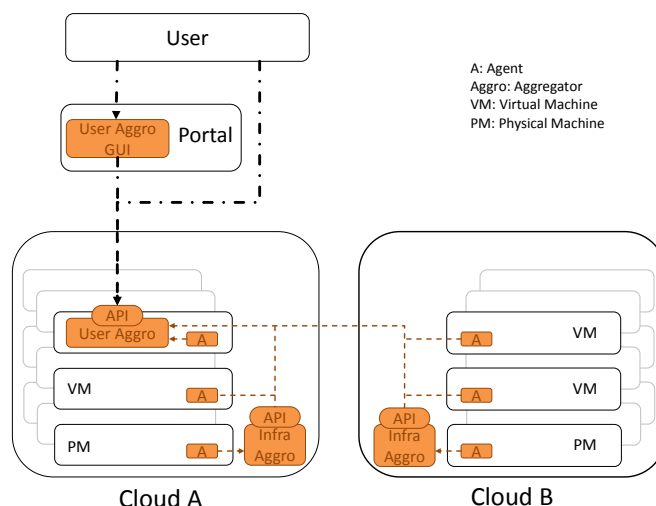 User
A: Agent
Aggro: Aggregator
VM: Virtual Machine
PM: Physical Machine
User Aggro
GUI
Portal
API
User Aggro
A
VM
A
PM
A
API
Infra
Aggro
Cloud A
A
VM
A
VM
API
Infra
Aggro
A
PM
Cloud B